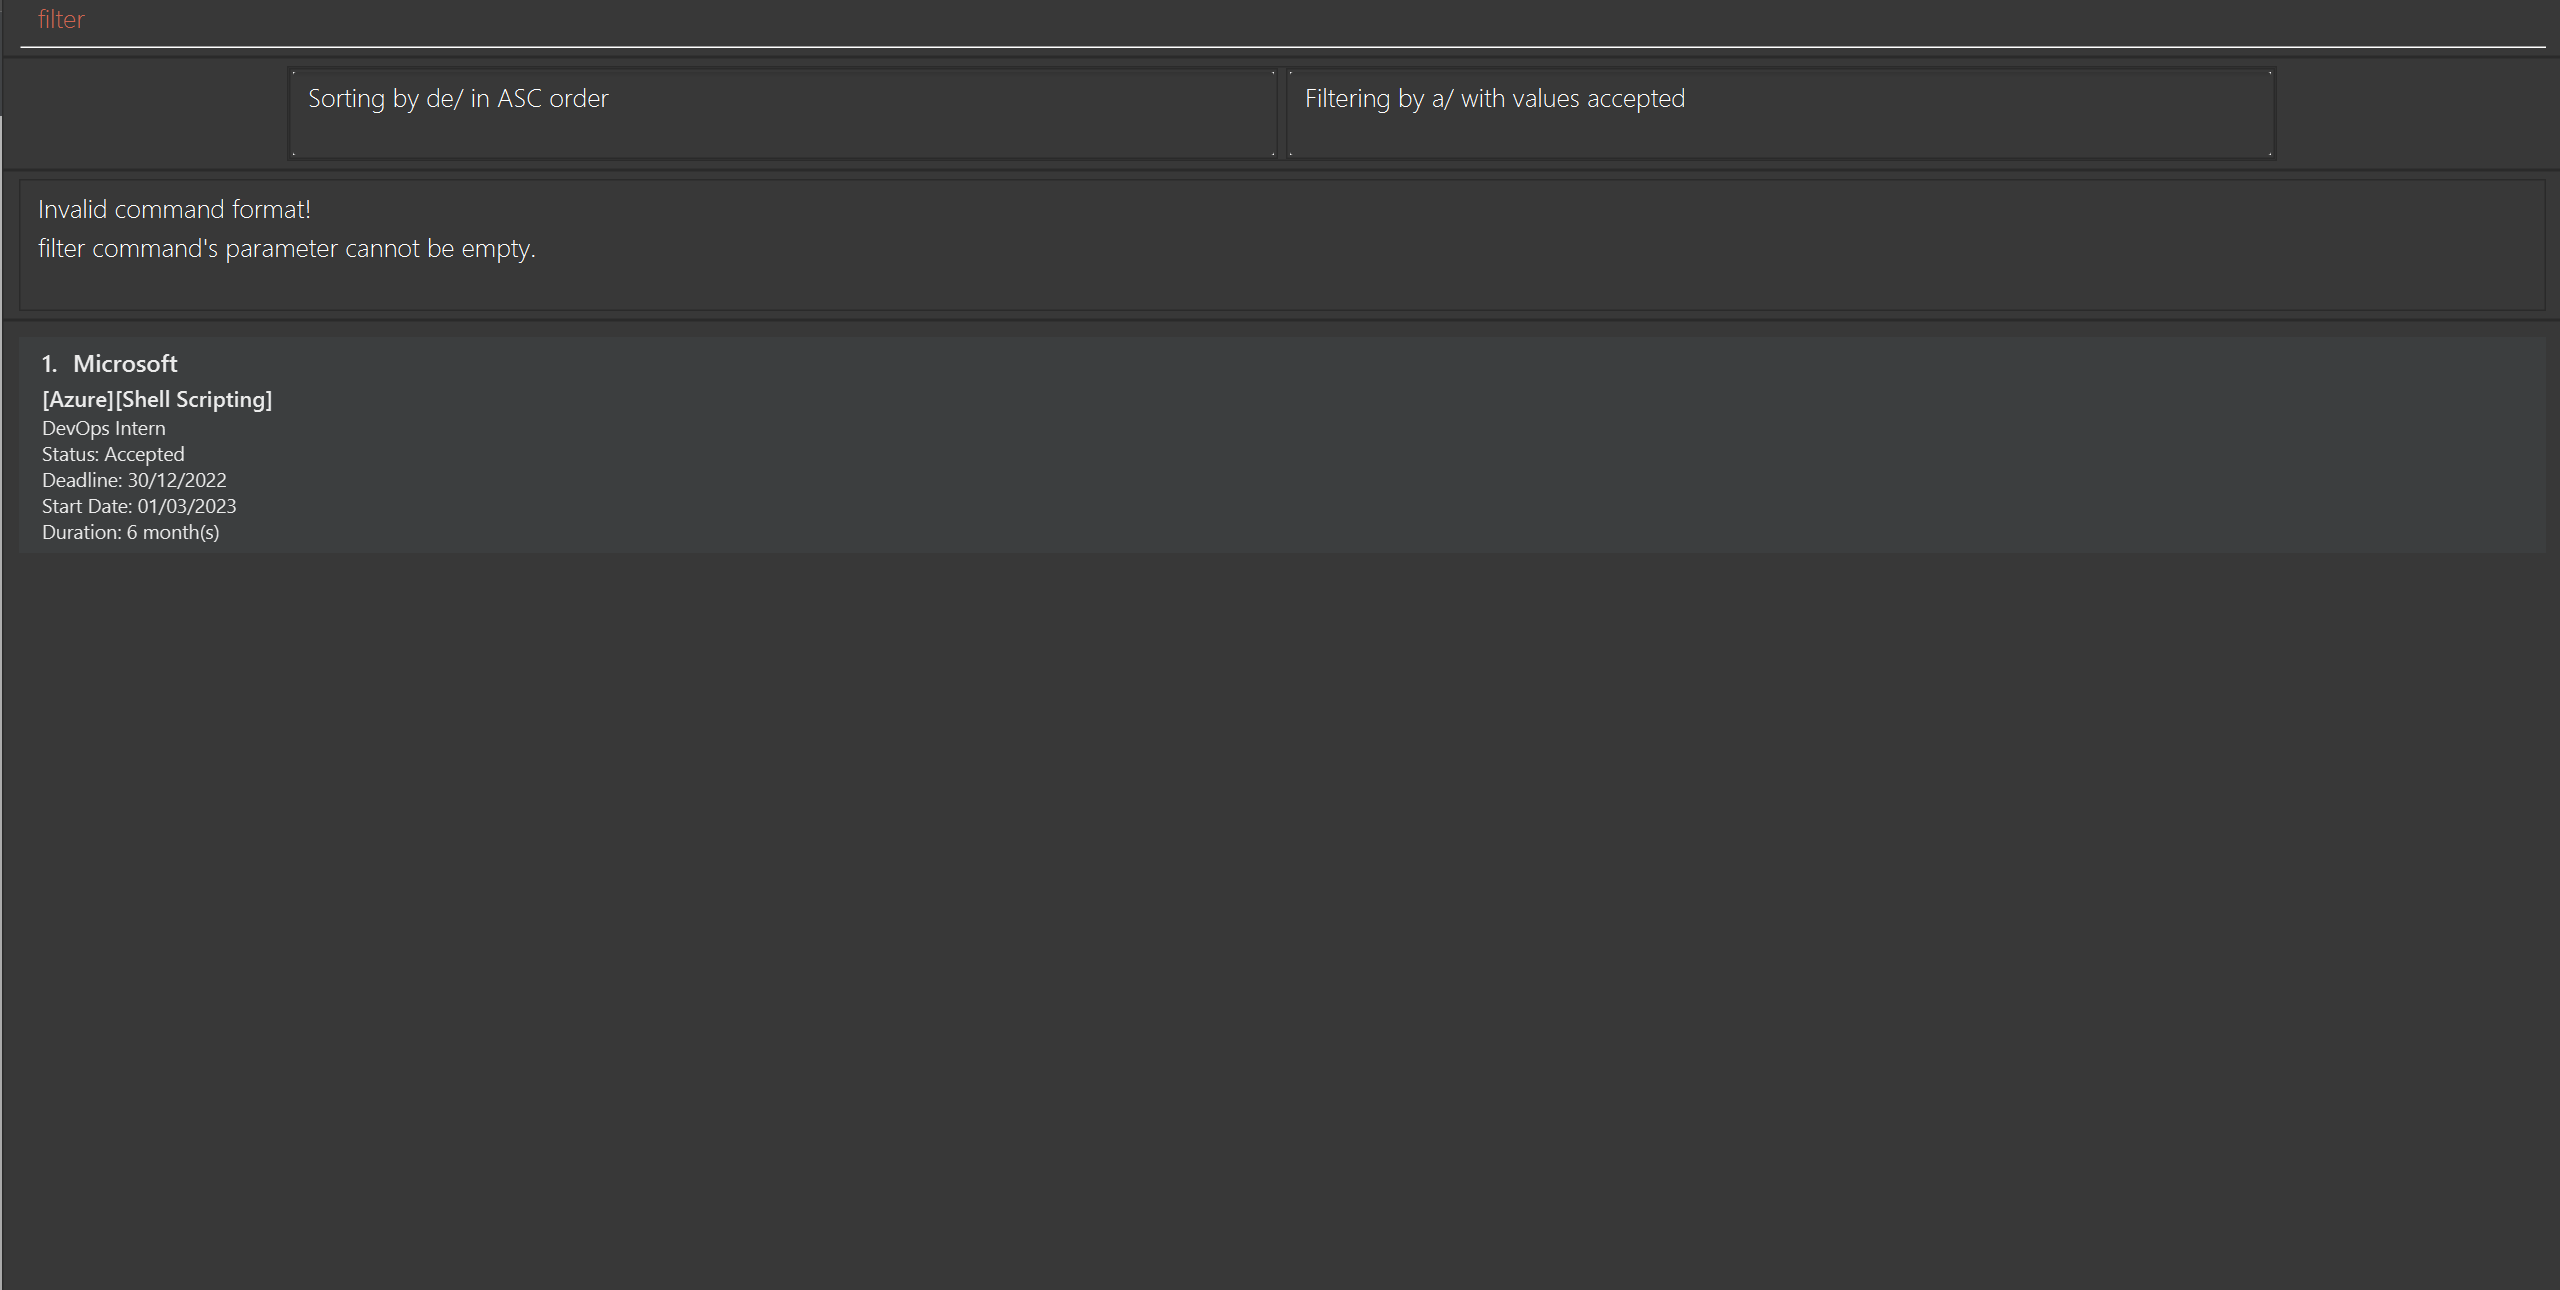 filter
Sorting by de/ in ASC order
Filtering by a/ with values accepted
Invalid command format!
filter command's parameter cannot be empty.
1. Microsoft
[Azure][Shell Scripting]
DevOps Intern
Status: Accepted
Deadline: 30/12/2022
Start Date: 01/03/2023
Duration: 6 month(s)